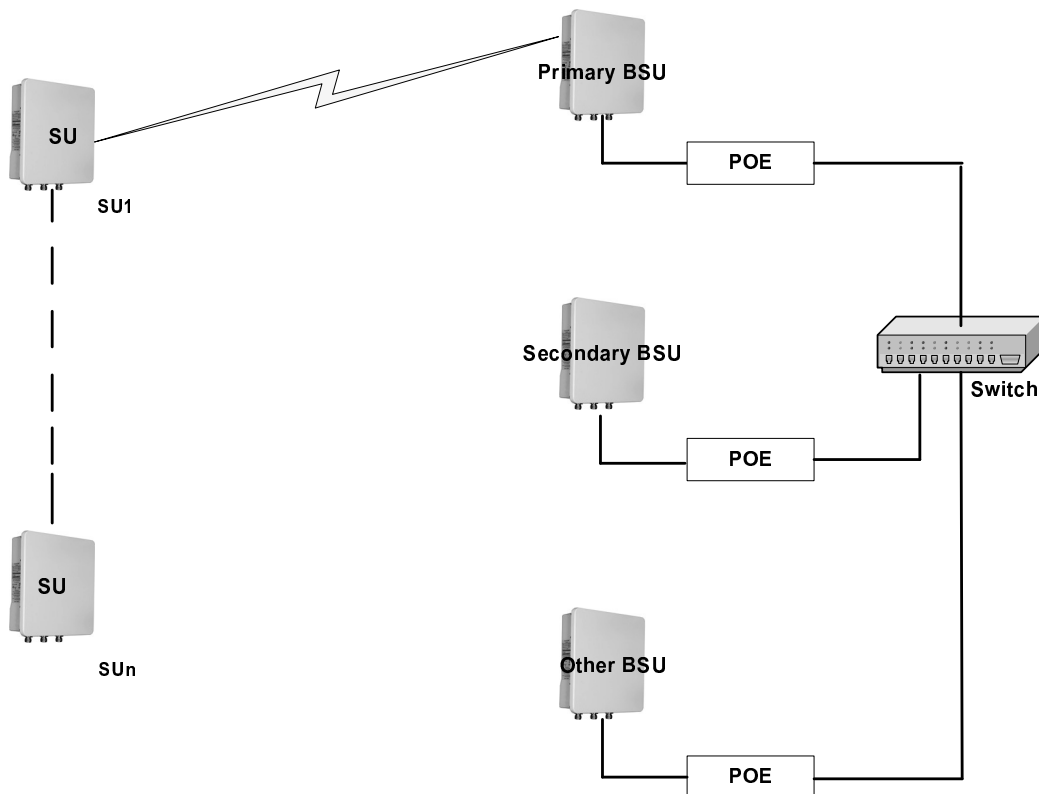 Primary BSU
SU
POE
SU1
Secondary BSU
Switch
POE
SU
Other BSU
SUn
POE